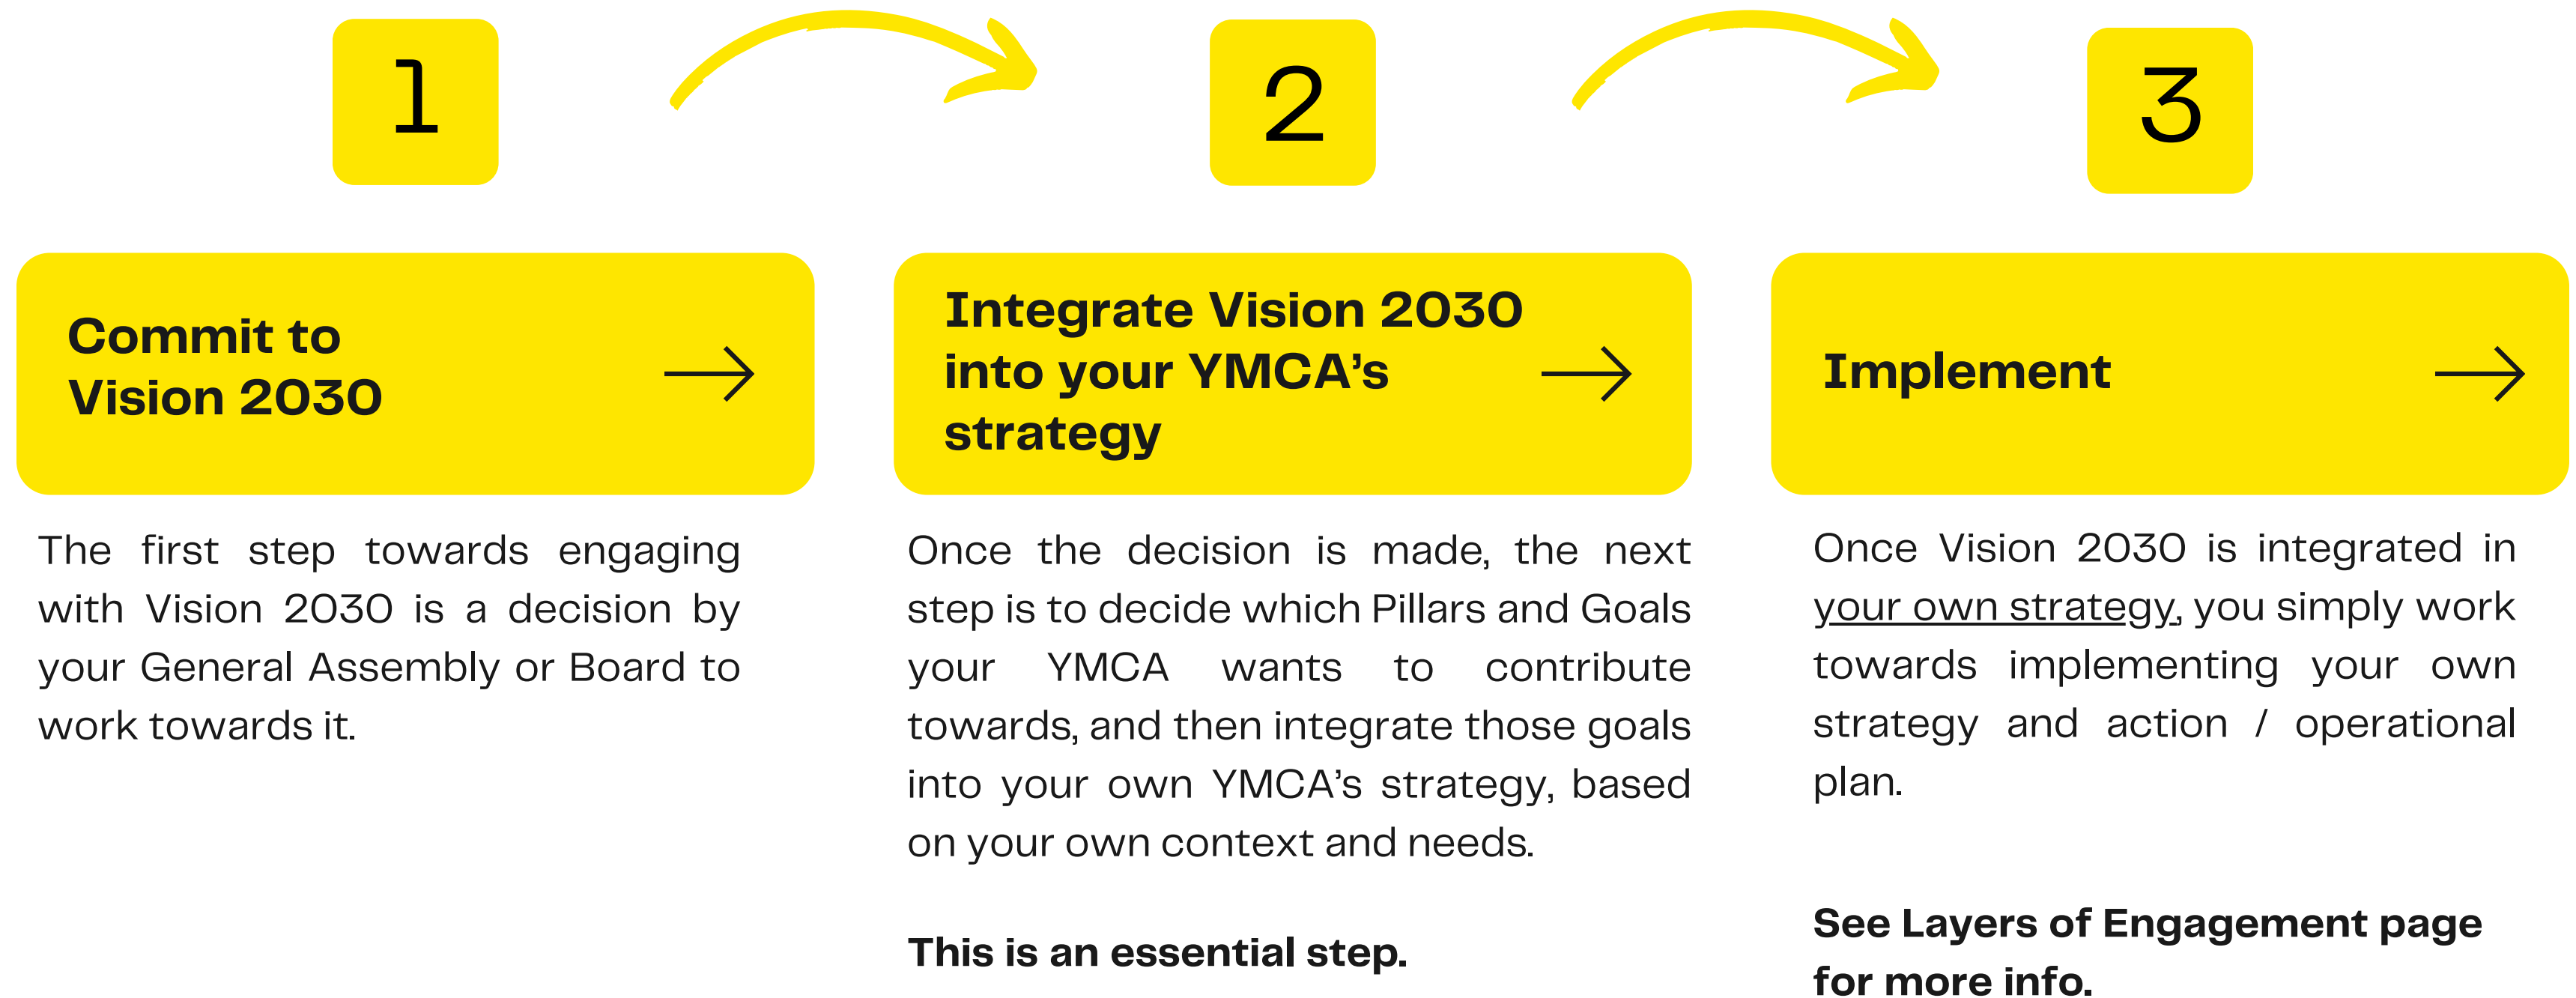 1
Commit to
Vision 2030
The first step towards engaging
with Vision 2030 is a decision by
your General Assembly or Board to
work towards it.
2
Integrate Vision 2030
into your YMCA’s
strategy
Once the decision is made, the next
step is to decide which Pillars and Goals
your YMCA wants to contribute
towards, and then integrate those goals
into your own YMCA’s strategy, based
on your own context and needs.
This is an essential step.
3
Implement
Once Vision 2030 is integrated in
your own strategy, you simply work
towards implementing your own
strategy and action / operational
plan.
See Layers of Engagement page
for more info.